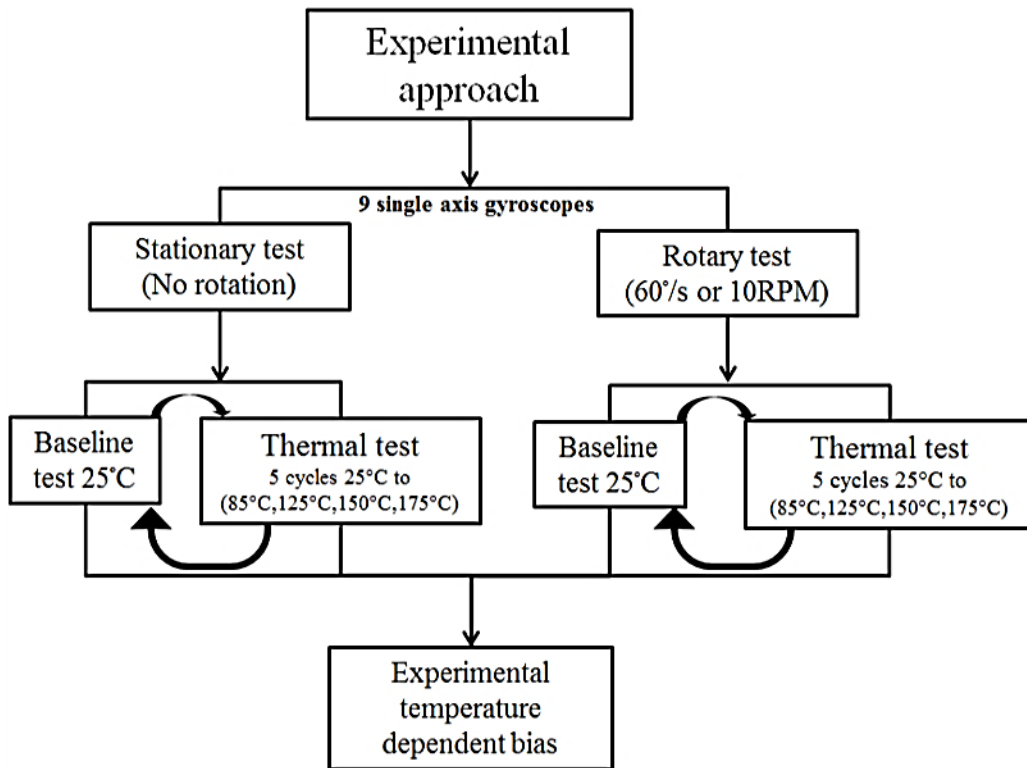 Experimental
approach
9 single axis gyroscopes
Stationary test
(No rotation)
Rotary test
(60°/s or 10RPM)
Baseline
test 25°C
Thermal test
5 cycles 25°C to
(85°C,125°C,150°C,175°C)
Baseline
test 25°C
Thermal test
5 cycles 25°C to
(85°C,125°C,150°C,175°C)
Experimental
temperature
dependent bias